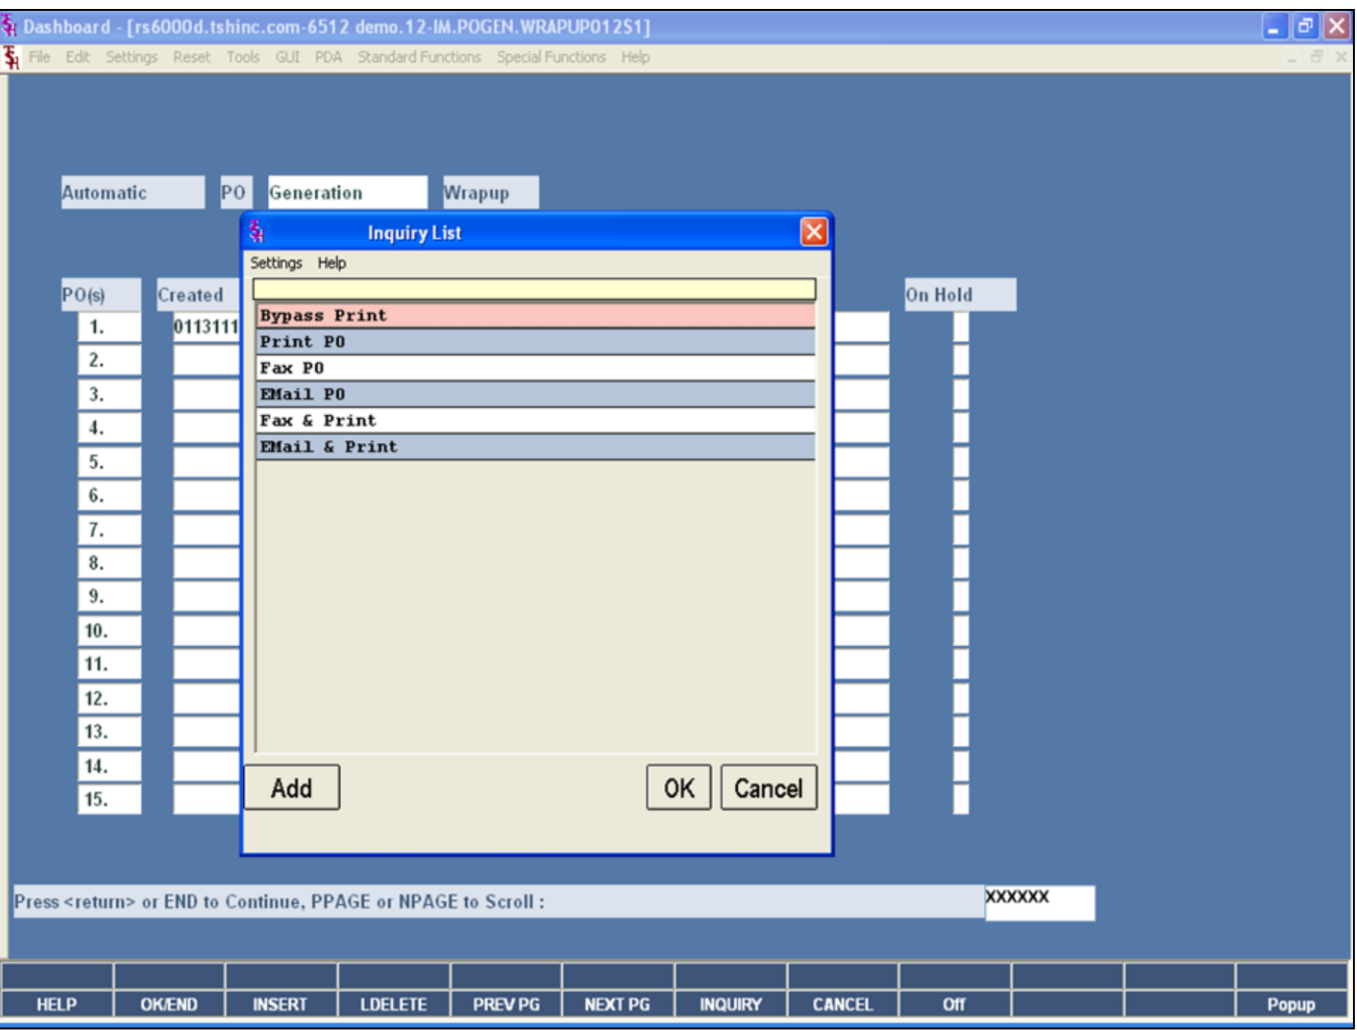 Dashboard - [rs6000d.tshinc.com-6512 demo.12-IM.POGEN.WRAPUP012S1]
File Edit Settings Reset Tools GUI PDA Standard Functions Special Functions Help
Automatic PO Generation Wrapup
Inquiry List
Settings Help
PO(s) Created On Hold
Bypass Print
1. 0113111
Print PO
2.
Fax PO
3.
EMail PO
4.
Fax & Print
EMail & Print
5.
6.
7.
8.
9.
10.
11.
12.
13.
14.
15.
Add OK Cancel
Press <return> or END to Continue, PPAGE or NPAGE to Scroll : XXXXXX
HELP OK/END INSERT LDELETE PREV PG NEXT PG INQUIRY CANCEL Off Popup